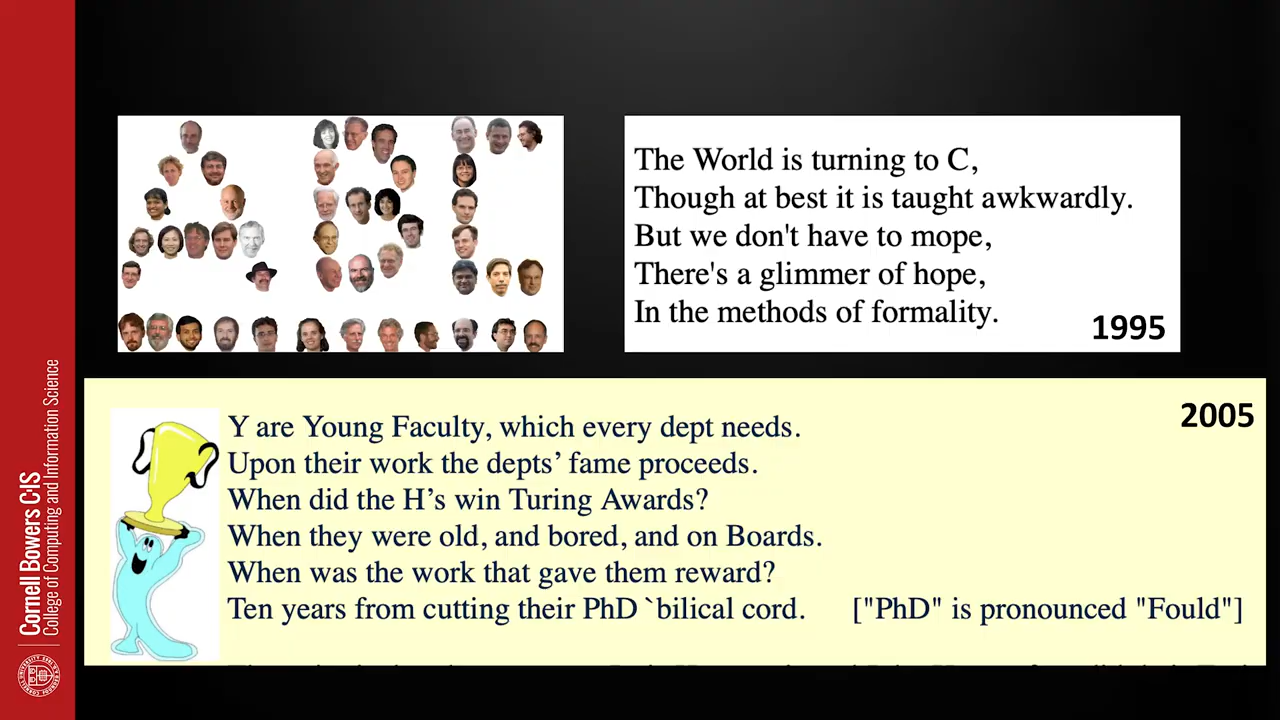 Cornell Bowers C·IS
College of Computing and Information Science
The World is turning to C,
Though at best it is taught awkwardly.
But we don't have to mope,
There's a glimmer of hope,
In the methods of formality.
1995
2005
Y are Young Faculty, which every dept needs.
Upon their work the depts’ fame proceeds.
When did the H’s win Turing Awards?
When they were old, and bored, and on Boards.
When was the work that gave them reward?
Ten years from cutting their PhD `bilical cord. ["PhD" is pronounced "Fould"]